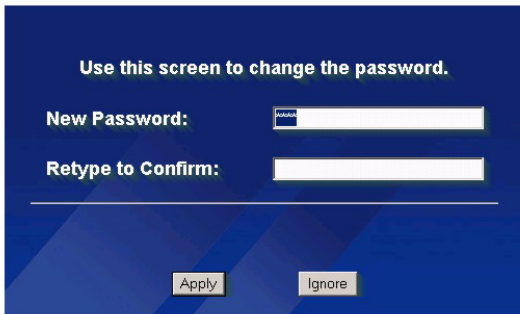 Use this screen to change the password.
New Password:
Retype to Confirm:
Apply
Ignore